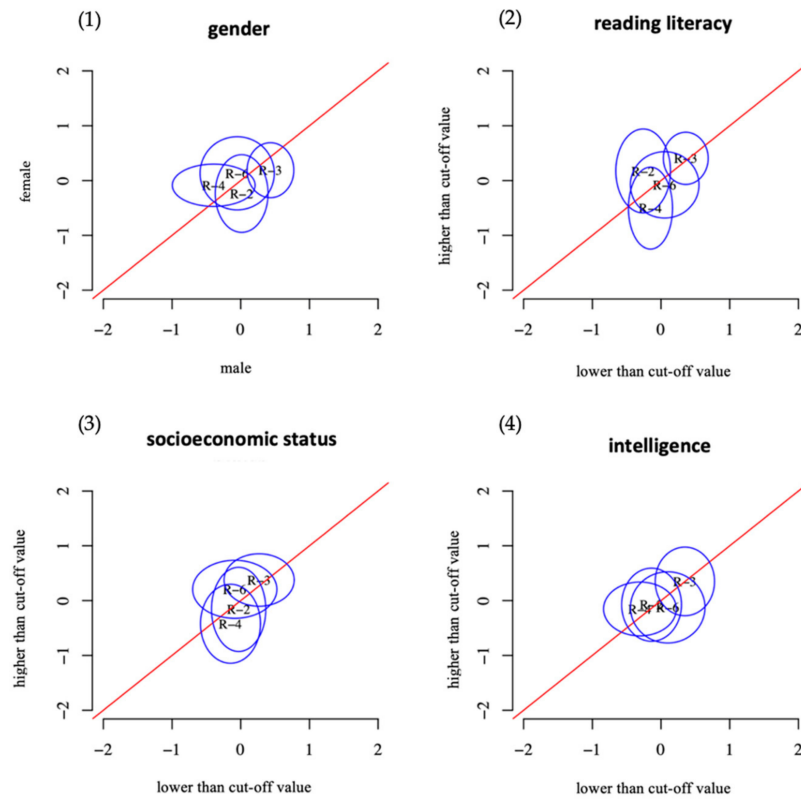 (1)
gender
2
1
0
−1
−2
female
R−6
R−3
R−4
R−2
−2 −1 0 1 2
male
(2)
reading literacy
2
1
0
−1
−2
higher than cut-off value
R−3
R−2
R−6
R−4
−2 −1 0 1 2
lower than cut-off value
(3)
socioeconomic status
2
1
0
−1
−2
higher than cut-off value
R−3
R−6
R−2
R−4
−2 −1 0 1 2
lower than cut-off value
(4)
intelligence
2
1
0
−1
−2
higher than cut-off value
R−3
R−4
R−6
−2 −1 0 1 2
lower than cut-off value